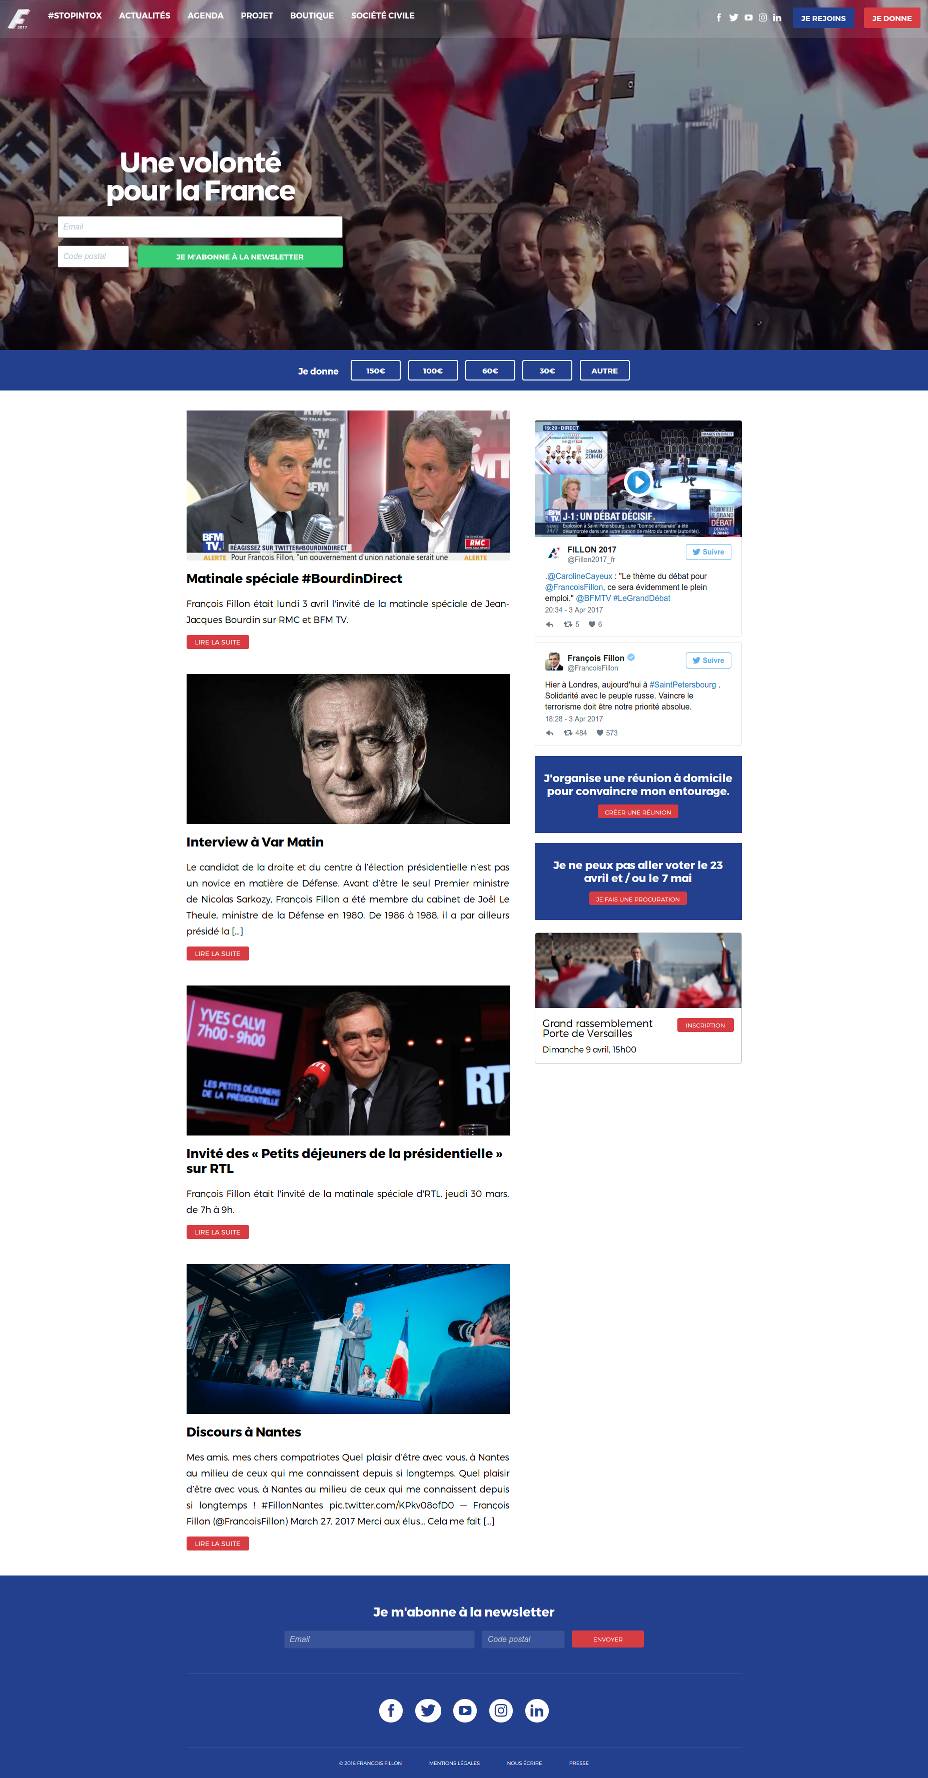 F
2017
#STOPINTOX ACTUALITÉS AGENDA PROJET BOUTIQUE SOCIÉTÉ CIVILE
JE REJOINS JE DONNE
Une volonté
pour la France
Email
Code postal JE M'ABONNE À LA NEWSLETTER
Je donne 150€ 100€ 60€ 30€ AUTRE
RMC
BFM
TV.
RÉAGISSEZ SUR TWITTER #BOURDINDIRECT
RMC
ALERTE Pour François Fillon, "un gouvernement d'union nationale serait une ALERTE
Matinale spéciale #BourdinDirect
François Fillon était lundi 3 avril l'invité de la matinale spéciale de Jean-
Jacques Bourdin sur RMC et BFM TV.
LIRE LA SUITE
Interview à Var Matin
Le candidat de la droite et du centre à l'élection présidentielle n'est pas
un novice en matière de Défense. Avant d'être le seul Premier ministre
de Nicolas Sarkozy, François Fillon a été membre du cabinet de Joël Le
Theule, ministre de la Défense en 1980. De 1986 à 1988, il a par ailleurs
présidé la [...]
LIRE LA SUITE
YVES CALVI
7h00 - 9h00
LES PETITS DÉJEUNERS
DE LA PRÉSIDENTIELLE
RTL
RT
Invité des « Petits déjeuners de la présidentielle »
sur RTL
François Fillon était l'invité de la matinale spéciale d'RTL, jeudi 30 mars,
de 7h à 9h.
LIRE LA SUITE
Discours à Nantes
Mes amis, mes chers compatriotes Quel plaisir d'être avec vous, à Nantes
au milieu de ceux qui me connaissent depuis si longtemps. Quel plaisir
d'être avec vous, à Nantes au milieu de ceux qui me connaissent depuis
si longtemps ! #FillonNantes pic.twitter.com/KPkv08ofD0 — François
Fillon (@FrancoisFillon) March 27, 2017 Merci aux élus... Cela me fait [...]
LIRE LA SUITE
19:29 DIRECT
DEMAIN
20H40
J-1 : UN DÉBAT DÉCISIF
LE GRAND
DÉBAT
FILLON 2017
@Fillon2017_fr
Suivre
.@CarolineCayeux : "Le thème du débat pour
@FrancoisFillon, ce sera évidemment le plein
emploi." @BFMTV #LeGrandDébat
20:34 - 3 Apr 2017
5 6
François Fillon
@FrancoisFillon
Suivre
Hier à Londres, aujourd'hui à #SaintPetersbourg .
Solidarité avec le peuple russe. Vaincre le
terrorisme doit être notre priorité absolue.
18:28 - 3 Apr 2017
484 573
J'organise une réunion à domicile
pour convaincre mon entourage.
CRÉER UNE RÉUNION
Je ne peux pas aller voter le 23
avril et / ou le 7 mai
JE FAIS UNE PROCURATION
Grand rassemblement
Porte de Versailles
INSCRIPTION
Dimanche 9 avril, 15h00
Je m'abonne à la newsletter
Email Code postal ENVOYER
© 2016 FRANCOIS FILLON MENTIONS LÉGALES NOUS ÉCRIRE PRESSE